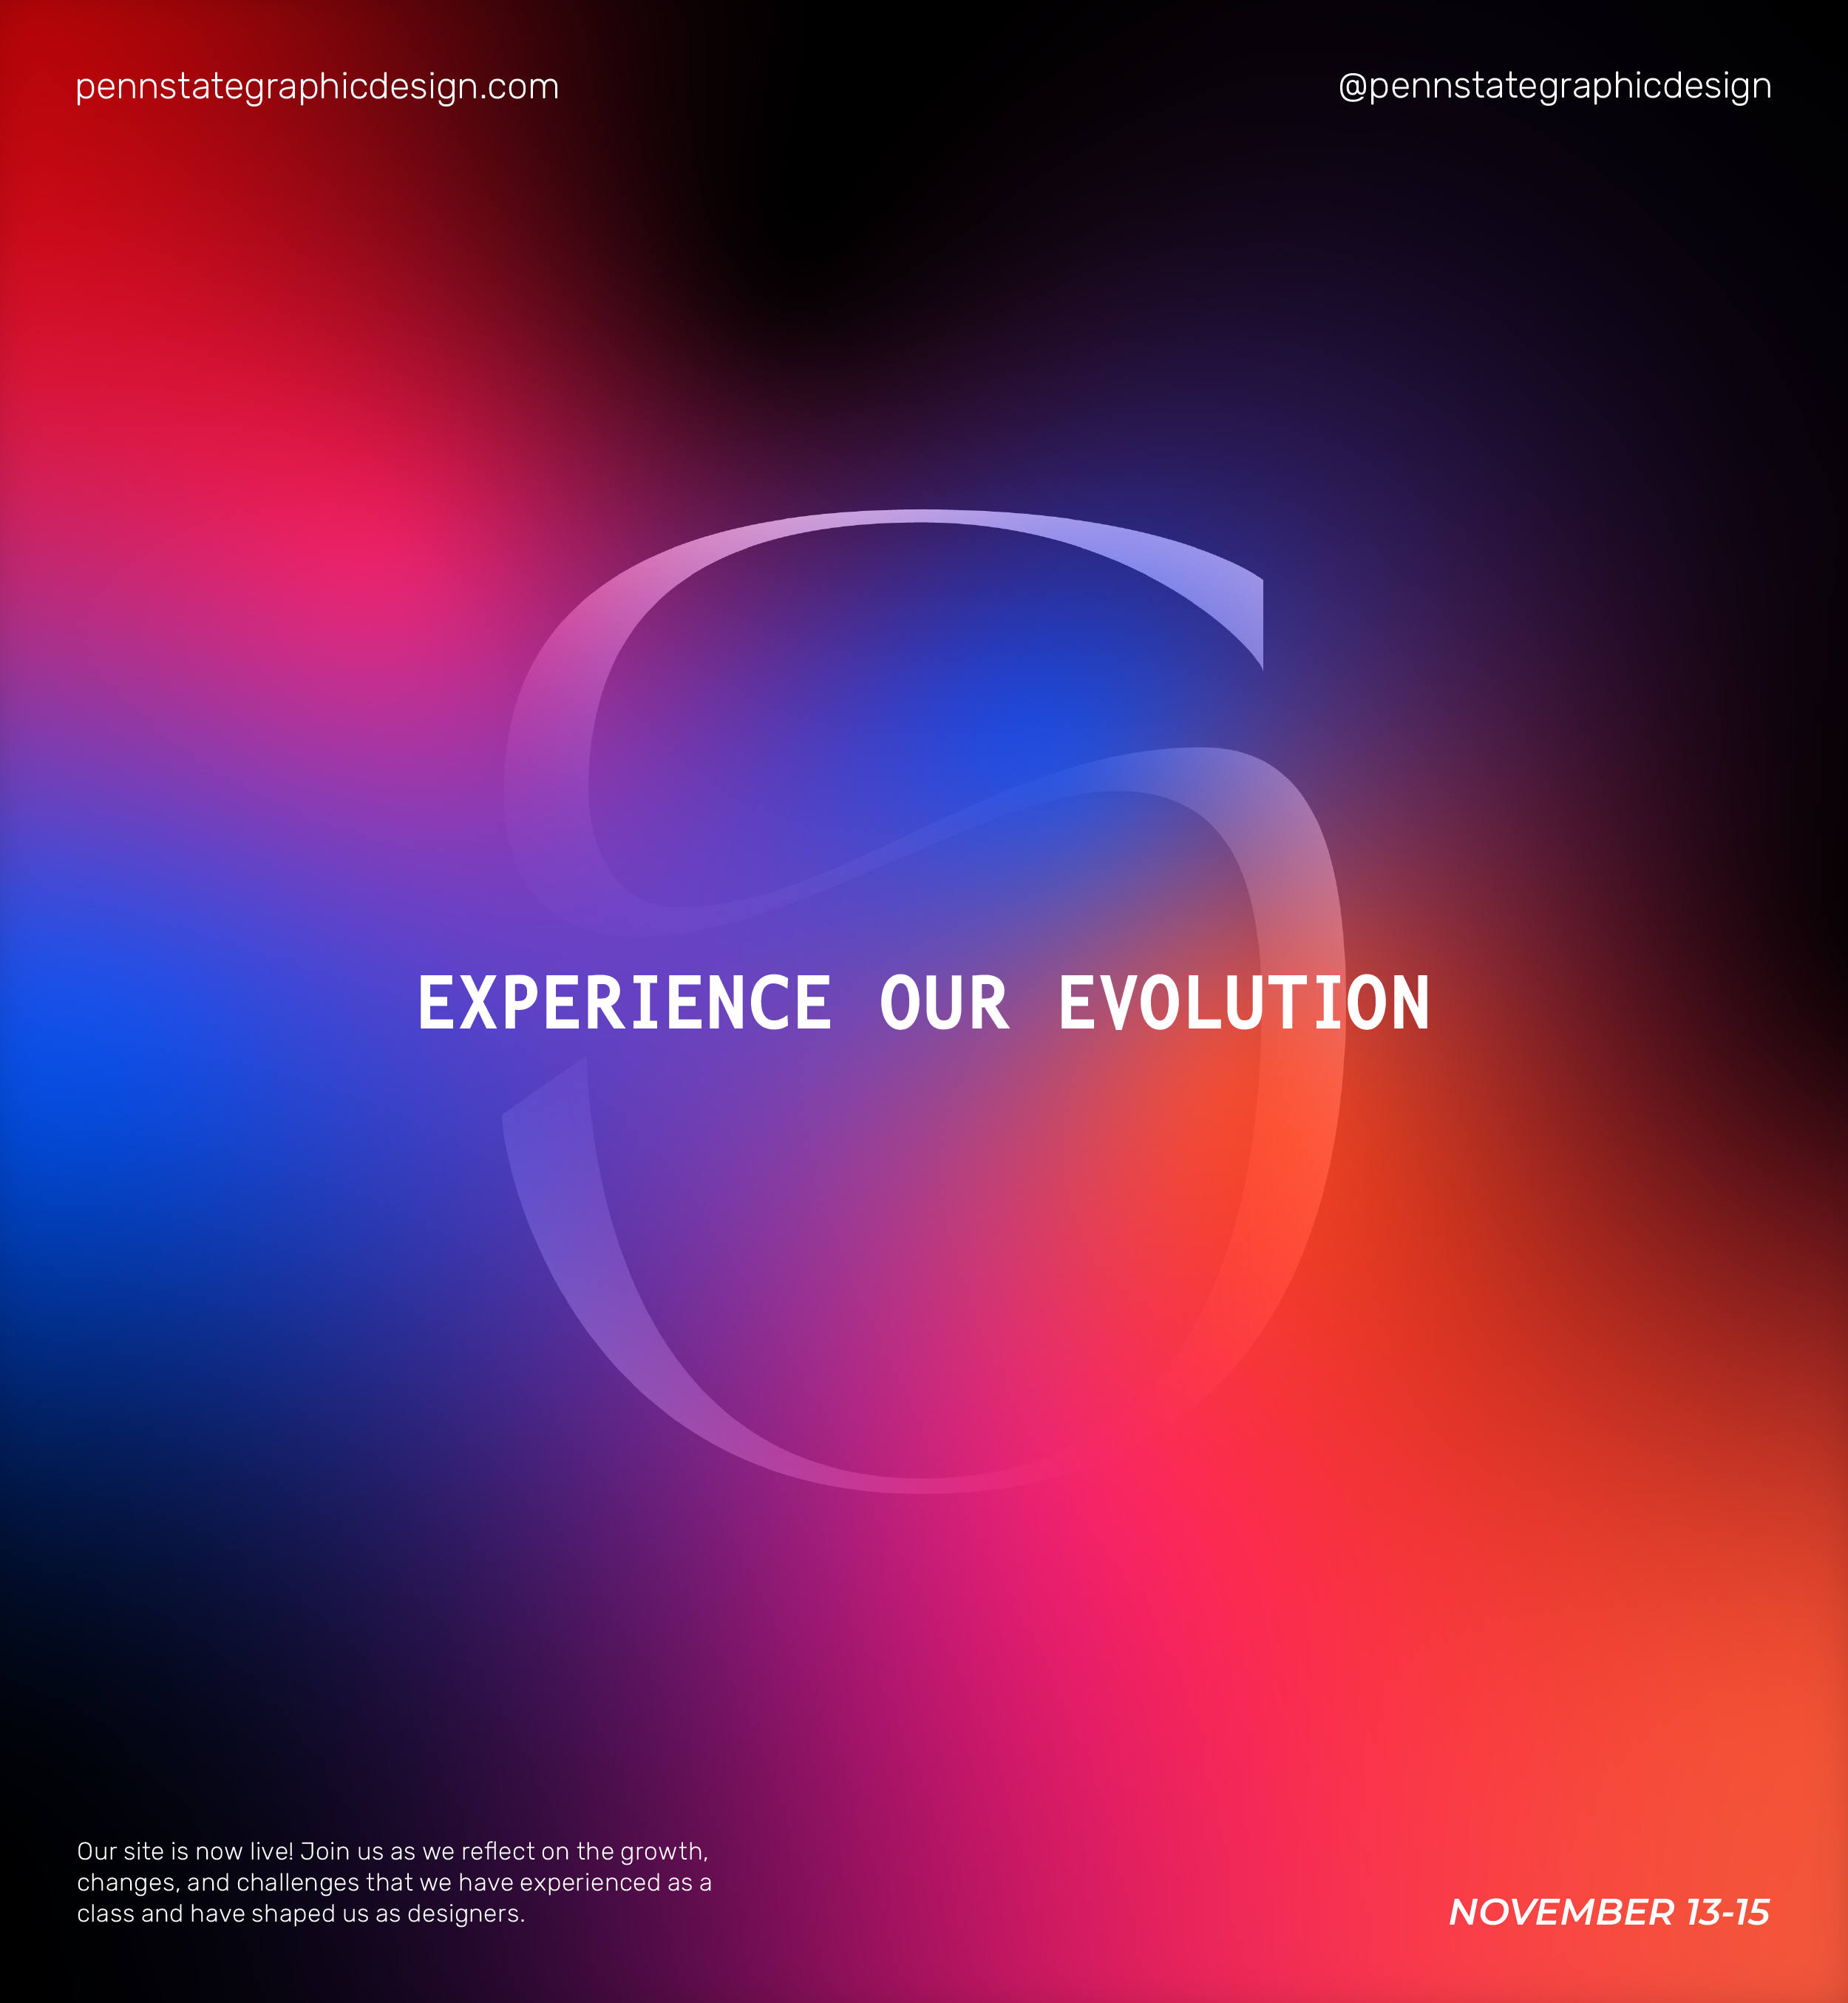 pennstategraphicdesign.com
@pennstategraphicdesign
S
EXPERIENCE OUR EVOLUTION
Our site is now live! Join us as we reflect on the growth,
changes, and challenges that we have experienced as a
class and have shaped us as designers.
NOVEMBER 13-15